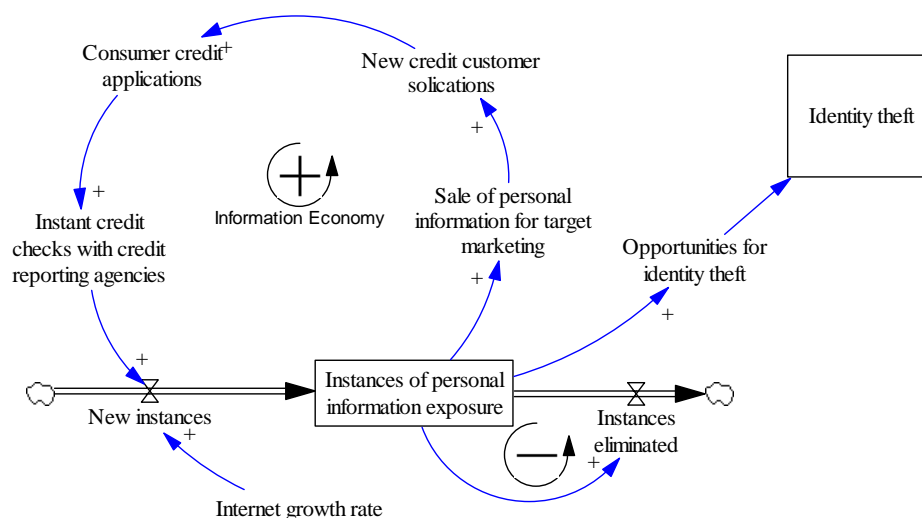 Consumer credit
applications
+
New credit customer
solications
+
Identity theft
+
Instant credit
checks with credit
reporting agencies
+
Information Economy
Sale of personal
information for target
marketing
+
Opportunities for
identity theft
+
+
New instances
+
Instances of personal
information exposure
Instances
eliminated
+
−
Internet growth rate